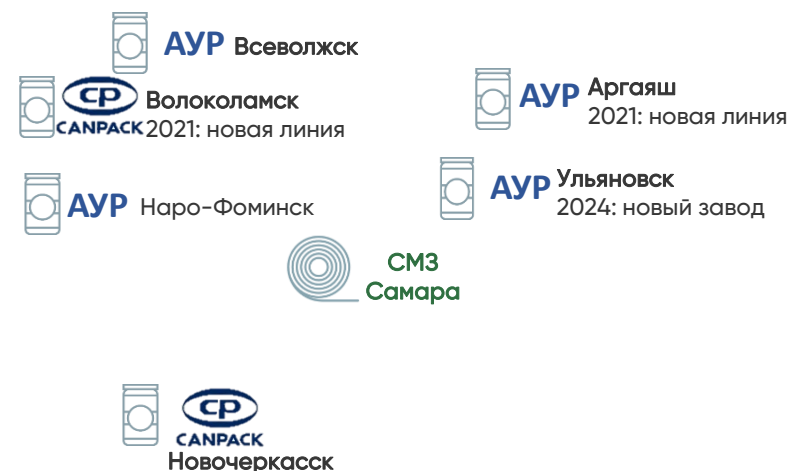 АУР Всеволжск
CP
CANPACK
Волоколамск
2021: новая линия
АУР Аргаяш
2021: новая линия
АУР Наро-Фоминск
АУР Ульяновск
2024: новый завод
СМЗ
Самара
CP
CANPACK
Новочеркасск